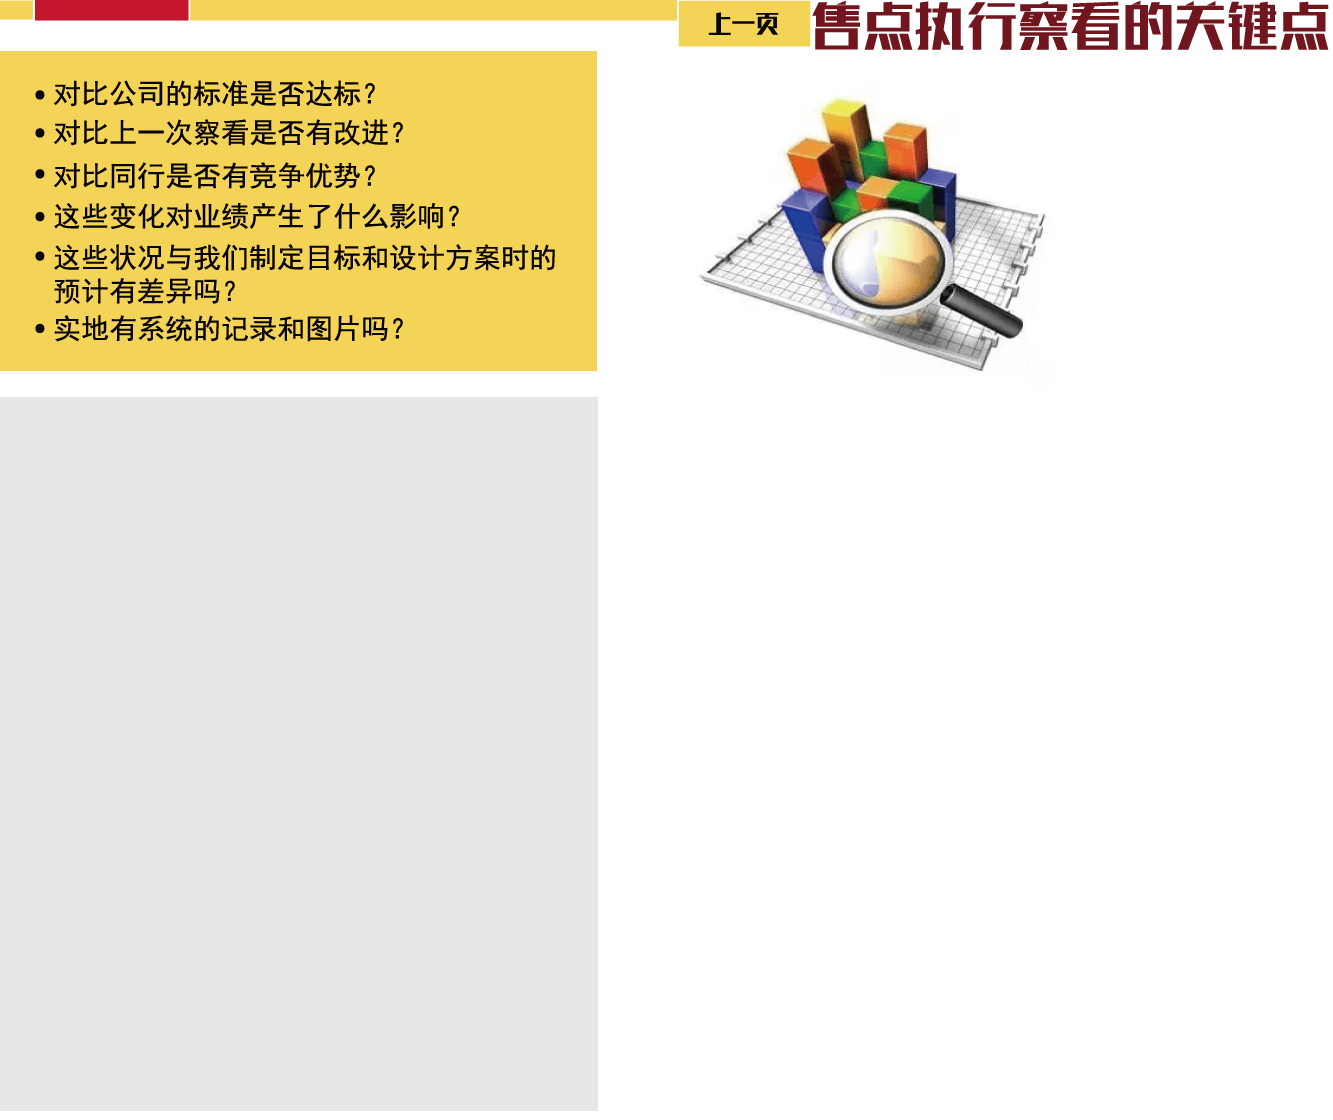 上一页
售点执行察看的关键点
• 对比公司的标准是否达标？
• 对比上一次察看是否有改进？
• 对比同行是否有竞争优势？
• 这些变化对业绩产生了什么影响？
• 这些状况与我们制定目标和设计方案时的
预计有差异吗？
• 实地有系统的记录和图片吗？